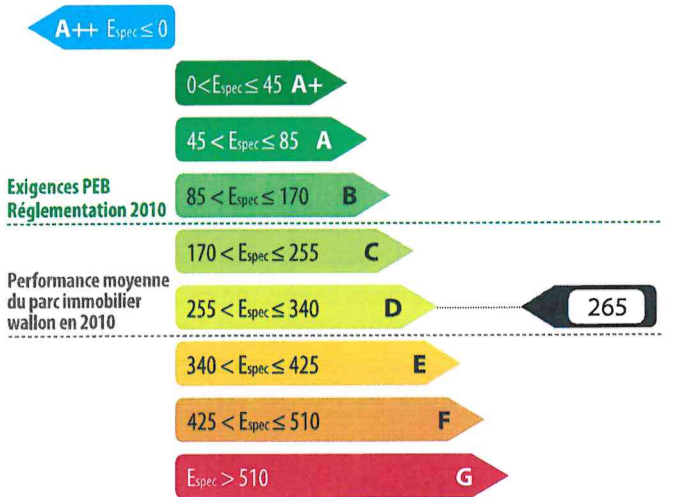 A++ Espec ≤ 0
0 < Espec ≤ 45 A+
45 < Espec ≤ 85 A
Exigences PEB
Réglementation 2010
85 < Espec ≤ 170 B
170 < Espec ≤ 255 C
Performance moyenne
du parc immobilier
wallon en 2010
255 < Espec ≤ 340 D
265
340 < Espec ≤ 425 E
425 < Espec ≤ 510 F
Espec > 510 G